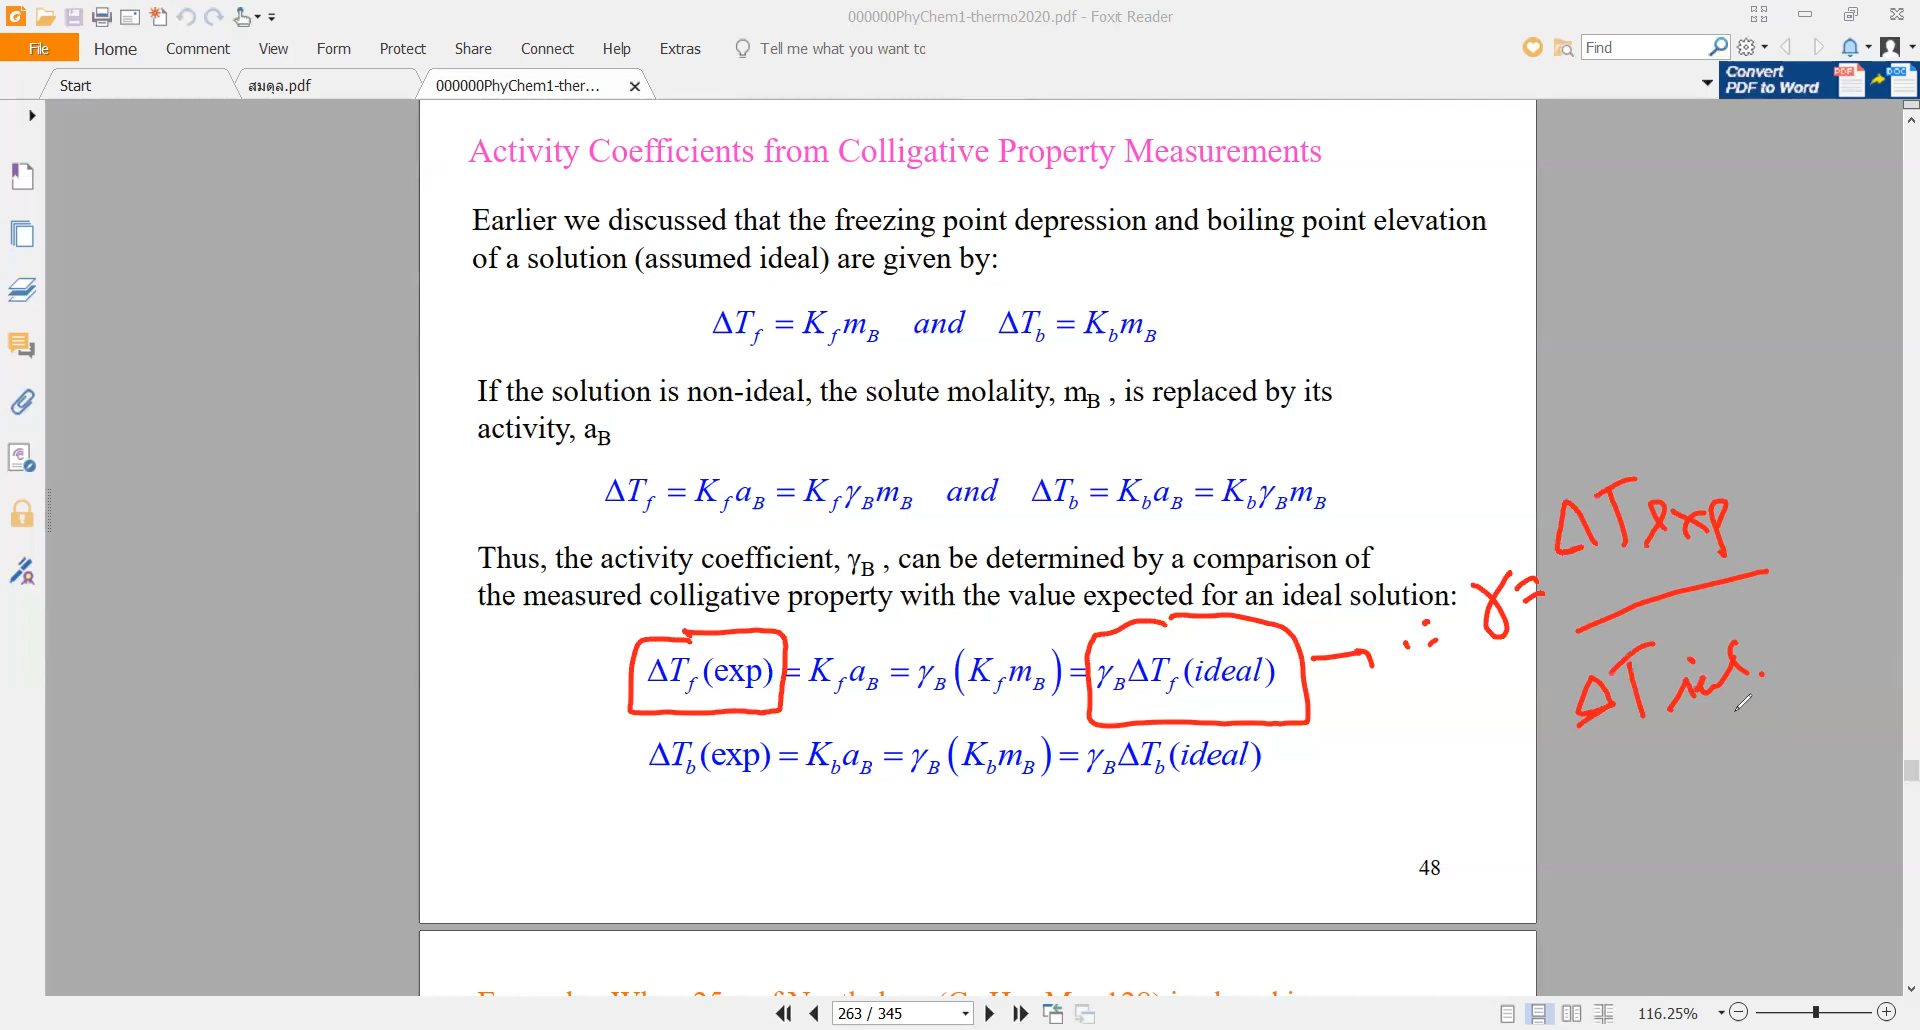 000000PhyChem1-thermo2020.pdf - Foxit Reader
File Home Comment View Form Protect Share Connect Help Extras Tell me what you want to Find
Start สมดุล.pdf 000000PhyChem1-ther...
Convert PDF to Word
PDF DOC
Activity Coefficients from Colligative Property Measurements
Earlier we discussed that the freezing point depression and boiling point elevation
of a solution (assumed ideal) are given by:
ΔT_f = K_f m_B and ΔT_b = K_b m_B
If the solution is non-ideal, the solute molality, m_B , is replaced by its
activity, a_B
ΔT_f = K_f a_B = K_f γ_B m_B and ΔT_b = K_b a_B = K_b γ_B m_B
Thus, the activity coefficient, γ_B , can be determined by a comparison of
the measured colligative property with the value expected for an ideal solution:
ΔT_f (exp) = K_f a_B = γ_B (K_f m_B) = γ_B ΔT_f (ideal)
∴ γ = ΔT exp
ΔT
ΔT_b (exp) = K_b a_B = γ_B (K_b m_B) = γ_B ΔT_b (ideal)
48
263 / 345
116.25%